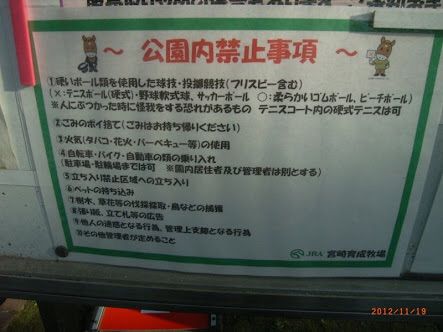 ～ 公園内禁止事項 ～
①硬いボール類を使用した球技・投擲競技(フリスビー含む)
(×:テニスボール(硬式)・野球軟式球、サッカーボール ○:柔らかいゴムボール、ビーチボール)
※人にぶつかった時に怪我をする恐れがあるもの テニスコート内の硬式テニスは可
②ごみのポイ捨て(ごみはお持ち帰りください)
③火気(タバコ・花火・バーベキュー等)の使用
④自転車・バイク・自動車の類の乗り入れ
(駐車場・駐輪場までは可 ※園内居住者及び管理者は別とする)
⑤立ち入り禁止区域への立ち入り
⑥ペットの持ち込み
⑦樹木、草花等の伐採採取・鳥などの捕獲
⑧張り紙、立て札等の広告
⑨他人の迷惑となる行為、管理上支障となる行為
⑩その他管理者が定めること
JRA 宮崎育成牧場
2012/11/19